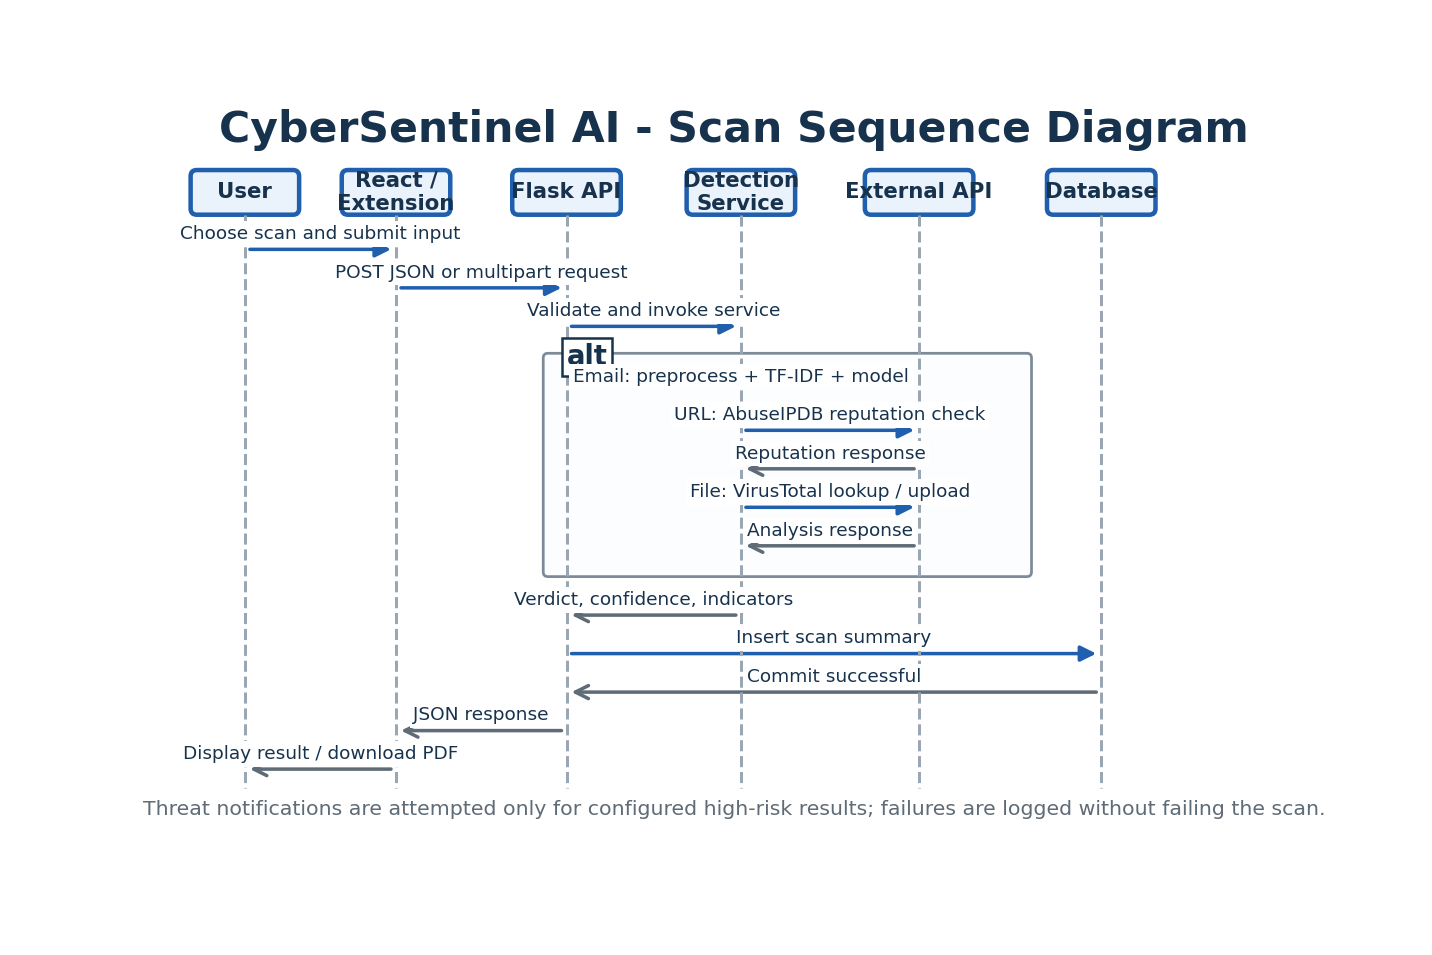 CyberSentinel AI - Scan Sequence Diagram
User
React /
Extension
Flask API
Detection
Service
External API
Database
Choose scan and submit input
POST JSON or multipart request
Validate and invoke service
alt
Email: preprocess + TF-IDF + model
URL: AbuseIPDB reputation check
Reputation response
File: VirusTotal lookup / upload
Analysis response
Verdict, confidence, indicators
Insert scan summary
Commit successful
JSON response
Display result / download PDF
Threat notifications are attempted only for configured high-risk results; failures are logged without failing the scan.